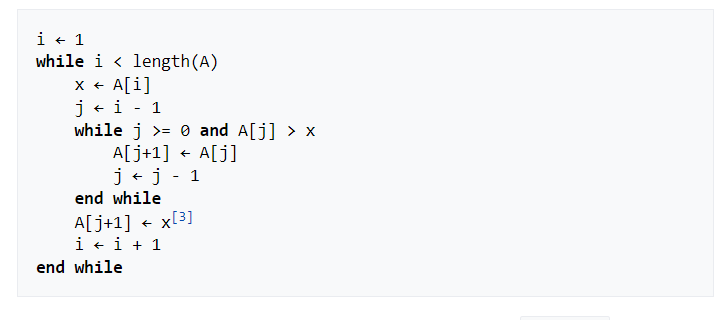 i ← 1
while i < length(A)
    x ← A[i]
    j ← i - 1
    while j >= 0 and A[j] > x
        A[j+1] ← A[j]
        j ← j - 1
    end while
    A[j+1] ← x[3]
    i ← i + 1
end while